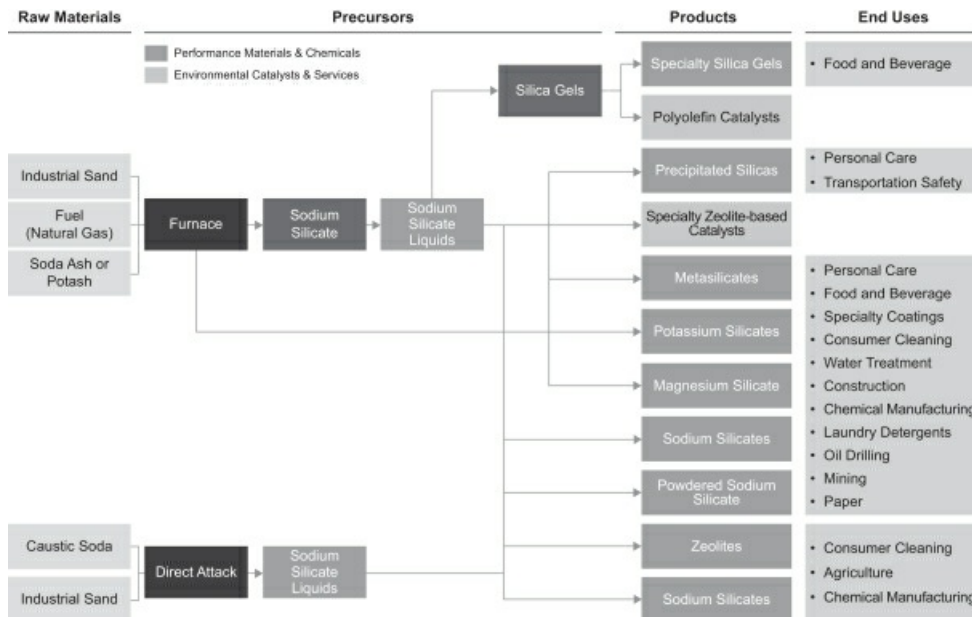 Raw Materials
Precursors
Products
End Uses
Performance Materials & Chemicals
Environmental Catalysts & Services
Silica Gels
Specialty Silica Gels
• Food and Beverage
Polyolefin Catalysts
Industrial Sand
Fuel
(Natural Gas)
Soda Ash or
Potash
Furnace
Sodium
Silicate
Sodium
Silicate
Liquids
Precipitated Silicas
• Personal Care
• Transportation Safety
Specialty Zeolite-based
Catalysts
Metasilicates
Potassium Silicates
Magnesium Silicate
Sodium Silicates
Powdered Sodium
Silicate
• Personal Care
• Food and Beverage
• Specialty Coatings
• Consumer Cleaning
• Water Treatment
• Construction
• Chemical Manufacturing
• Laundry Detergents
• Oil Drilling
• Mining
• Paper
Caustic Soda
Industrial Sand
Direct Attack
Sodium
Silicate
Liquids
Zeolites
Sodium Silicates
• Consumer Cleaning
• Agriculture
• Chemical Manufacturing